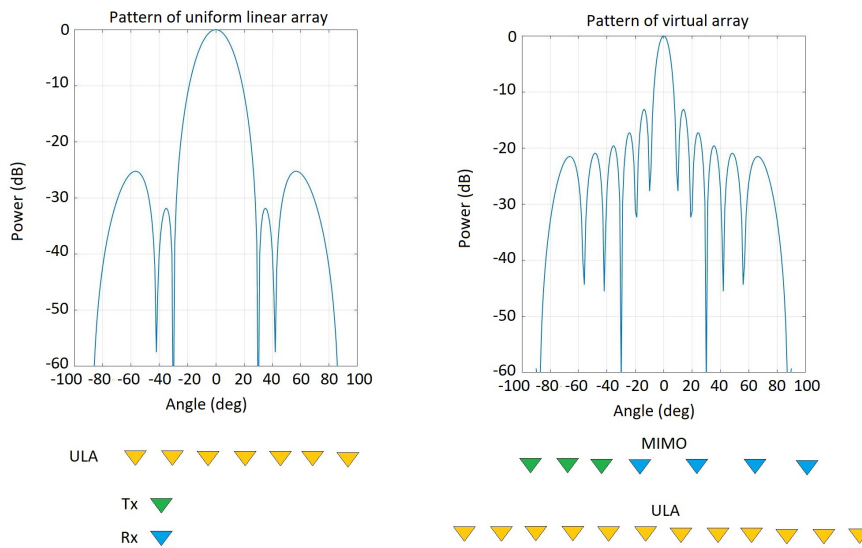 Pattern of uniform linear array
0
-10
-20
-30
-40
-50
-60
Power (dB)
-100 -80 -60 -40 -20 0 20 40 60 80 100
Angle (deg)
ULA
Tx
Rx
Pattern of virtual array
0
-10
-20
-30
-40
-50
-60
Power (dB)
-100 -80 -60 -40 -20 0 20 40 60 80 100
Angle (deg)
MIMO
ULA